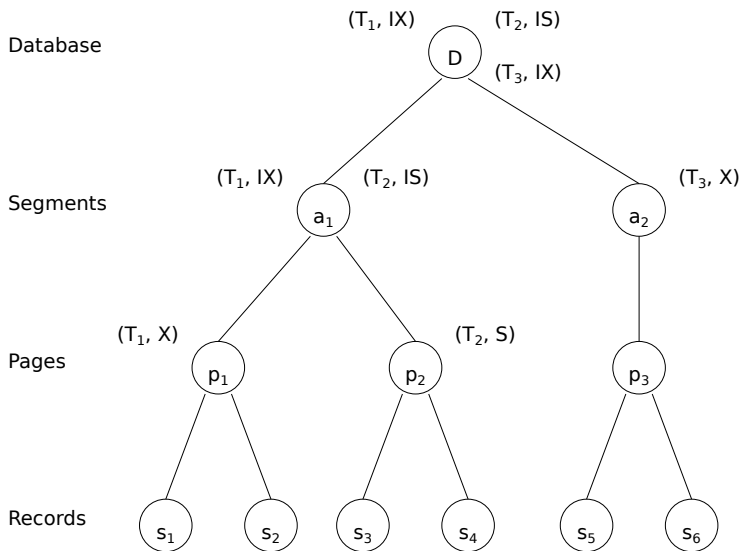 (T₁, IX) (T₂, IS)
Database D
(T₃, IX)
(T₁, IX) (T₂, IS) (T₃, X)
Segments a₁ a₂
(T₁, X) (T₂, S)
Pages p₁ p₂ p₃
Records s₁ s₂ s₃ s₄ s₅ s₆